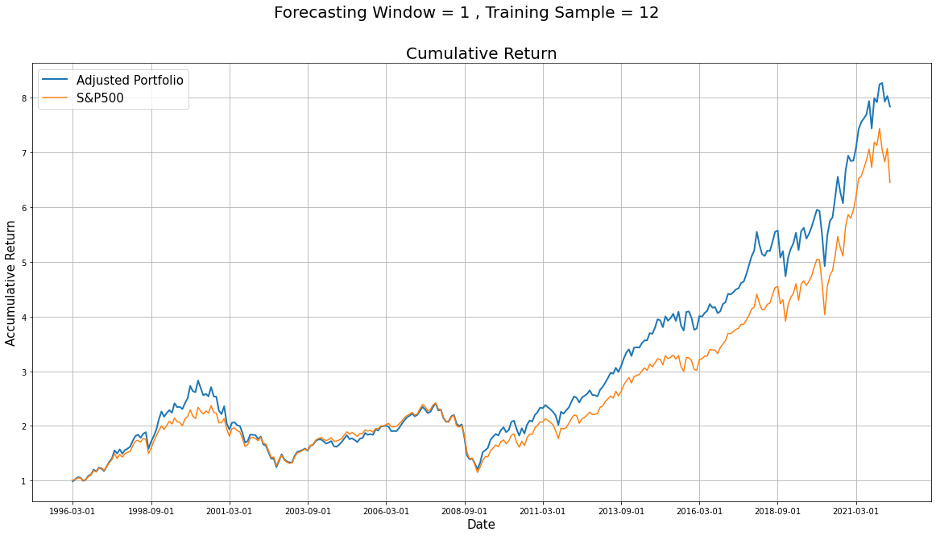 Forecasting Window = 1 , Training Sample = 12
Cumulative Return
Adjusted Portfolio
S&P500
Accumulative Return
8
7
6
5
4
3
2
1
1996-03-01 1998-09-01 2001-03-01 2003-09-01 2006-03-01 2008-09-01 2011-03-01 2013-09-01 2016-03-01 2018-09-01 2021-03-01
Date